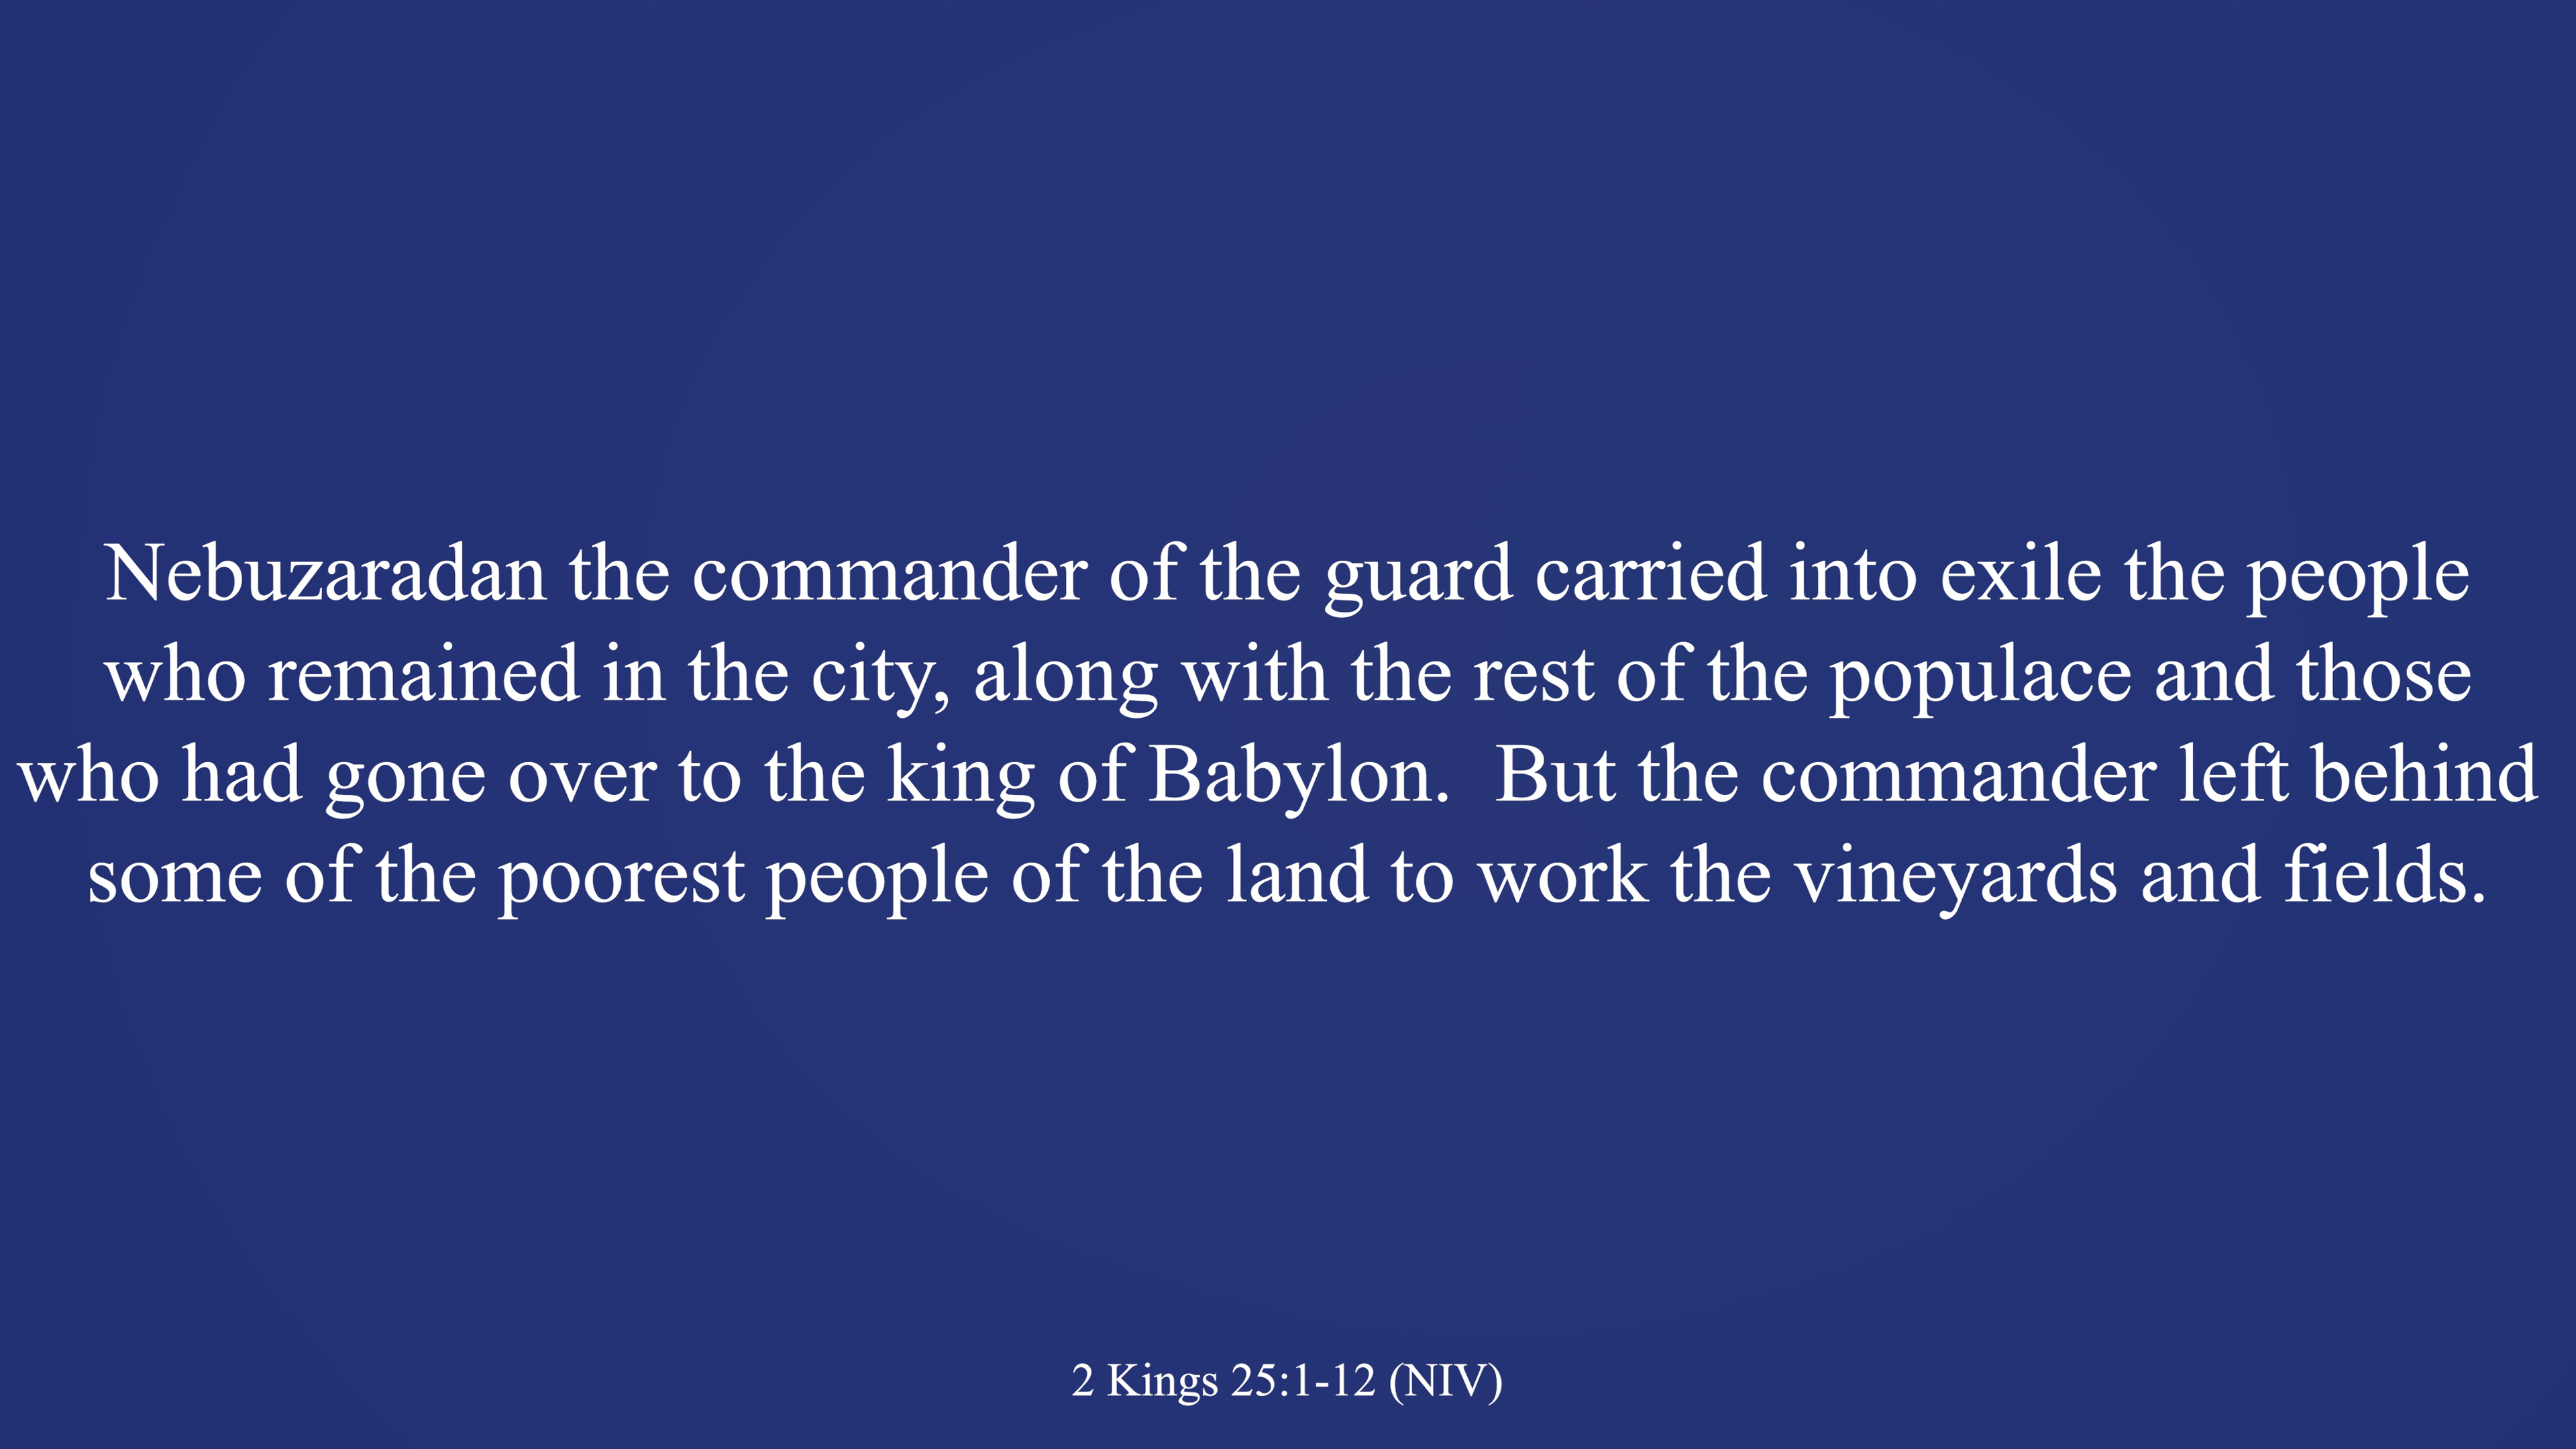 Nebuzaradan the commander of the guard carried into exile the people
who remained in the city, along with the rest of the populace and those
who had gone over to the king of Babylon.  But the commander left behind
some of the poorest people of the land to work the vineyards and fields.
2 Kings 25:1-12 (NIV)